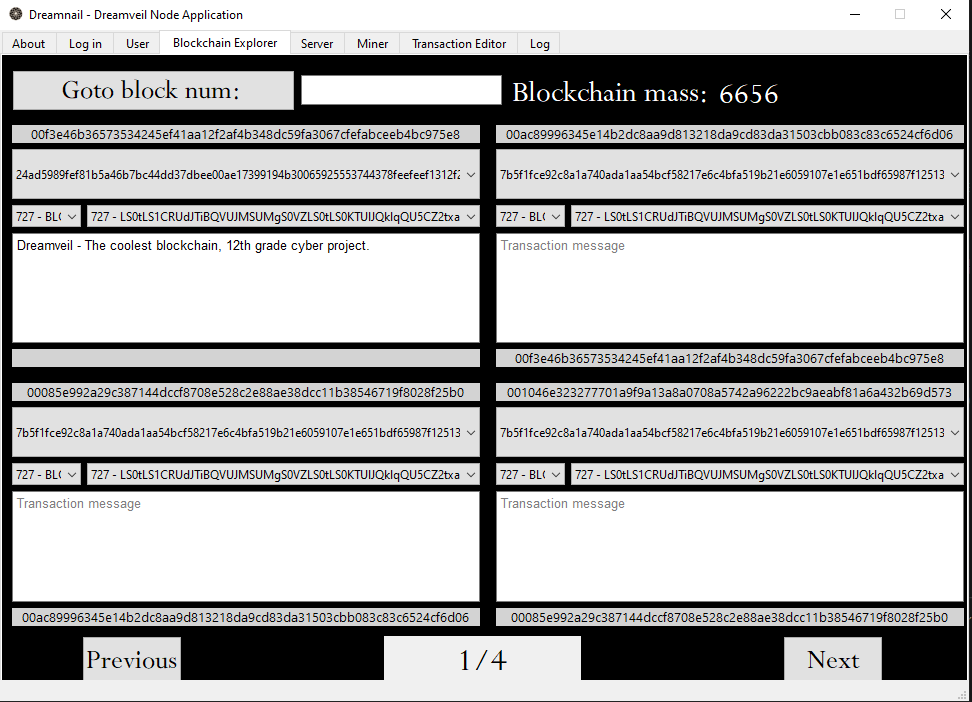 Dreamnail - Dreamveil Node Application
About Log in User Blockchain Explorer Server Miner Transaction Editor Log
Goto block num: Blockchain mass: 6656
00f3e46b36573534245ef41aa12f2af4b348dc59fa3067cfefabceeb4bc975e8
24ad5989fef81b5a46b7bc44dd37dbee00ae17399194b30065925553744378feefeef1312f2
727 - BL( 727 - LS0tLS1CRUdJTiBQVUJMSUMgS0VZLS0tLS0KTUlJQklqQU5CZ2txa
Dreamveil - The coolest blockchain, 12th grade cyber project.
00ac89996345e14b2dc8aa9d813218da9cd83da31503cbb083c83c6524cf6d06
7b5f1fce92c8a1a740ada1aa54bcf58217e6c4bfa519b21e6059107e1e651bdf65987f12513
727 - BL( 727 - LS0tLS1CRUdJTiBQVUJMSUMgS0VZLS0tLS0KTUlJQklqQU5CZ2txa
Transaction message
00f3e46b36573534245ef41aa12f2af4b348dc59fa3067cfefabceeb4bc975e8
00085e992a29c387144dccf8708e528c2e88ae38dcc11b38546719f8028f25b0
7b5f1fce92c8a1a740ada1aa54bcf58217e6c4bfa519b21e6059107e1e651bdf65987f12513
727 - BL( 727 - LS0tLS1CRUdJTiBQVUJMSUMgS0VZLS0tLS0KTUlJQklqQU5CZ2txa
Transaction message
00ac89996345e14b2dc8aa9d813218da9cd83da31503cbb083c83c6524cf6d06
001046e323277701a9f9a13a8a0708a5742a96222bc9aeabf81a6a432b69d573
7b5f1fce92c8a1a740ada1aa54bcf58217e6c4bfa519b21e6059107e1e651bdf65987f12513
727 - BL( 727 - LS0tLS1CRUdJTiBQVUJMSUMgS0VZLS0tLS0KTUlJQklqQU5CZ2txa
Transaction message
00085e992a29c387144dccf8708e528c2e88ae38dcc11b38546719f8028f25b0
Previous 1/4 Next